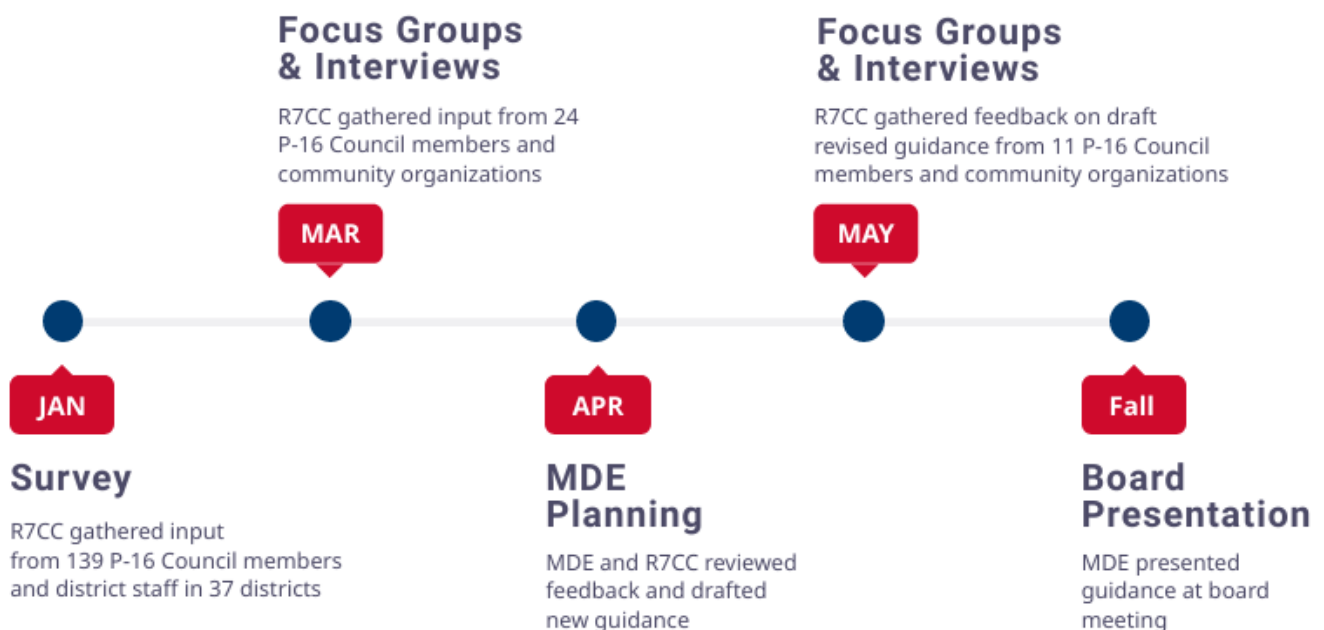 Focus Groups
& Interviews
R7CC gathered input from 24
P-16 Council members and
community organizations
MAR
Focus Groups
& Interviews
R7CC gathered feedback on draft
revised guidance from 11 P-16 Council
members and community organizations
MAY
JAN
Survey
R7CC gathered input
from 139 P-16 Council members
and district staff in 37 districts
APR
MDE
Planning
MDE and R7CC reviewed
feedback and drafted
new guidance
Fall
Board
Presentation
MDE presented
guidance at board
meeting